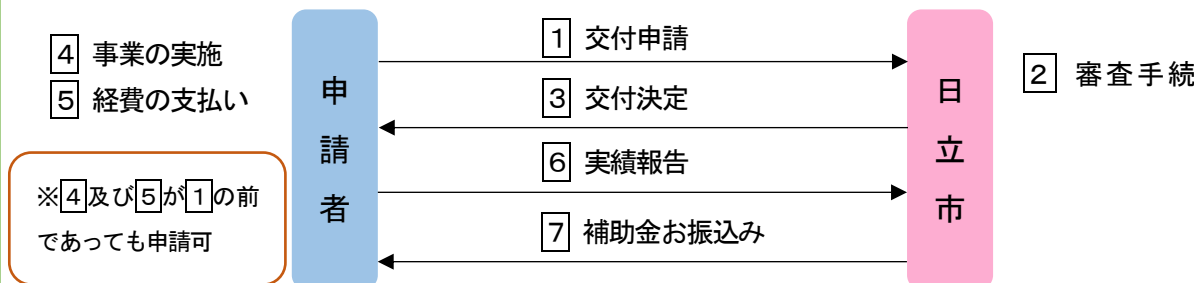 4 事業の実施
5 経費の支払い
※4及び5が1の前
であっても申請可
申請者
1 交付申請
3 交付決定
6 実績報告
7 補助金お振込み
日立市
2 審査手続